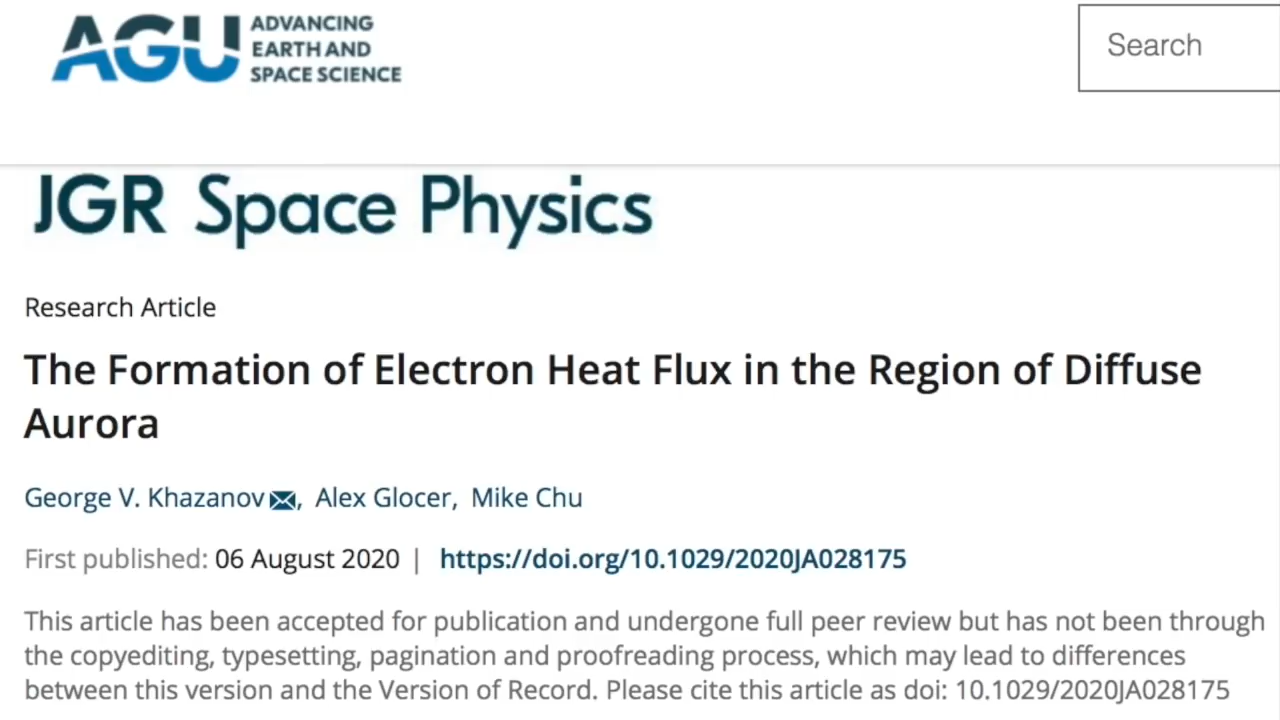 AGU
ADVANCING
EARTH AND
SPACE SCIENCE
Search
JGR Space Physics
Research Article
The Formation of Electron Heat Flux in the Region of Diffuse
Aurora
George V. Khazanov, Alex Glocer, Mike Chu
First published: 06 August 2020 | https://doi.org/10.1029/2020JA028175
This article has been accepted for publication and undergone full peer review but has not been through
the copyediting, typesetting, pagination and proofreading process, which may lead to differences
between this version and the Version of Record. Please cite this article as doi: 10.1029/2020JA028175